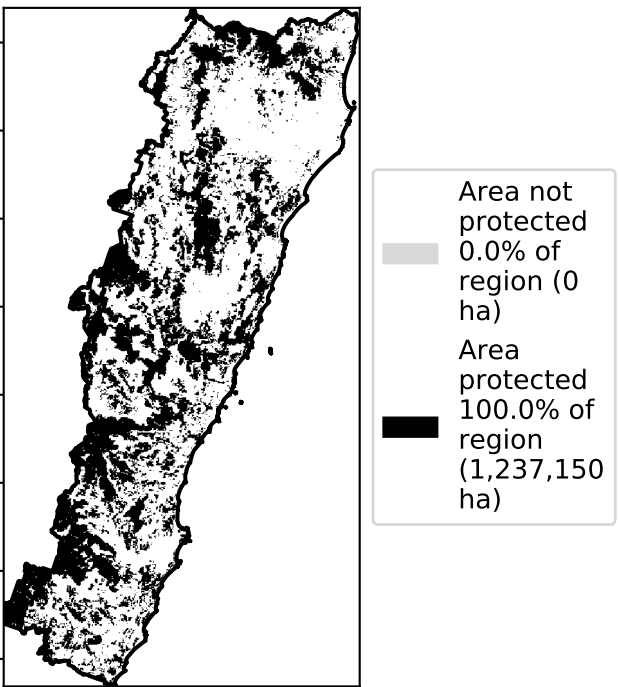 Area not
protected
0.0% of
region (0
ha)
Area
protected
100.0% of
region
(1,237,150
ha)